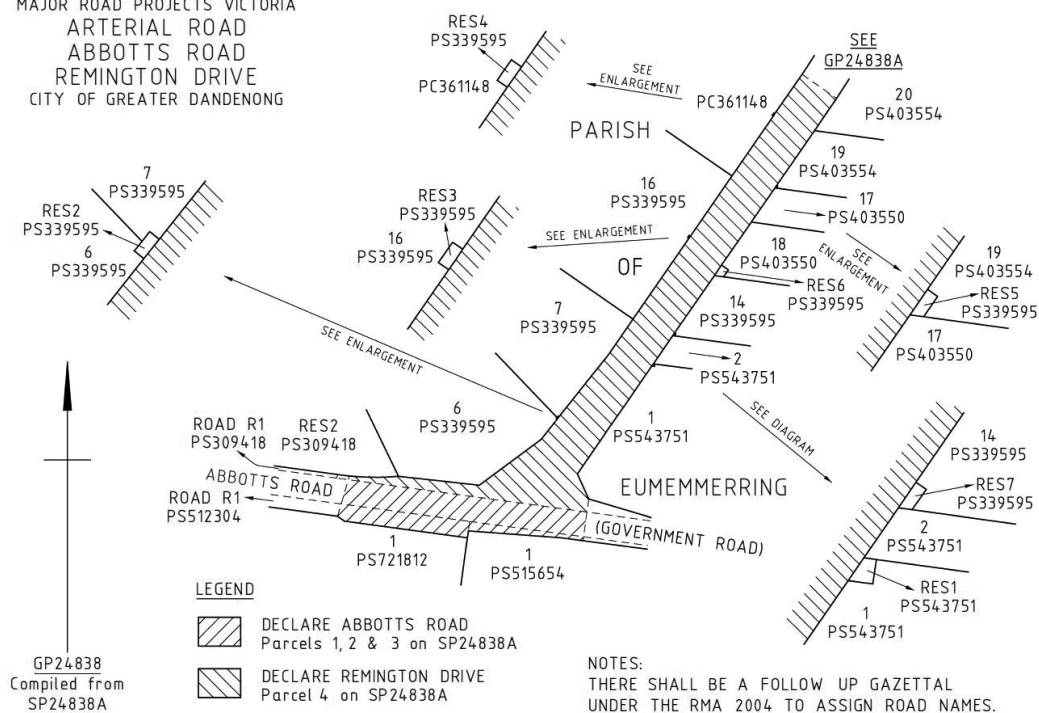 MAJOR ROAD PROJECTS VICTORIA
ARTERIAL ROAD
ABBOTTS ROAD
REMINGTON DRIVE
CITY OF GREATER DANDENONG
RES4
PS339595
PC361148
SEE
ENLARGEMENT
PC361148
SEE
GP24838A
20
PS403554
PARISH
19
PS403554
17
PS403550
7
PS339595
RES2
PS339595
6
PS339595
RES3
PS339595
16
PS339595
SEE ENLARGEMENT
16
PS339595
OF
18
PS403550
RES6
PS339595
SEE
ENLARGEMENT
19
PS403554
RES5
PS339595
17
PS403550
7
PS339595
14
PS339595
2
PS543751
SEE ENLARGEMENT
SEE DIAGRAM
6
PS339595
1
PS543751
ROAD R1
PS309418
RES2
PS309418
ABBOTTS ROAD
ROAD R1
PS512304
EUMEMMERRING
(GOVERNMENT ROAD)
14
PS339595
RES7
PS339595
2
PS543751
RES1
PS543751
1
PS543751
1
PS721812
1
PS515654
LEGEND
DECLARE ABBOTTS ROAD
Parcels 1, 2 & 3 on SP24838A
DECLARE REMINGTON DRIVE
Parcel 4 on SP24838A
GP24838
Compiled from
SP24838A
NOTES:
THERE SHALL BE A FOLLOW UP GAZETTAL
UNDER THE RMA 2004 TO ASSIGN ROAD NAMES.